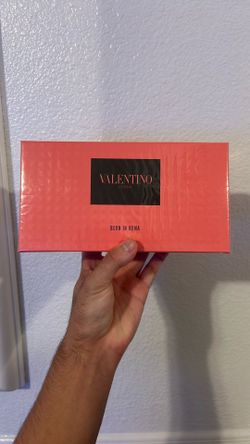 VALENTINO
BORN IN ROMA